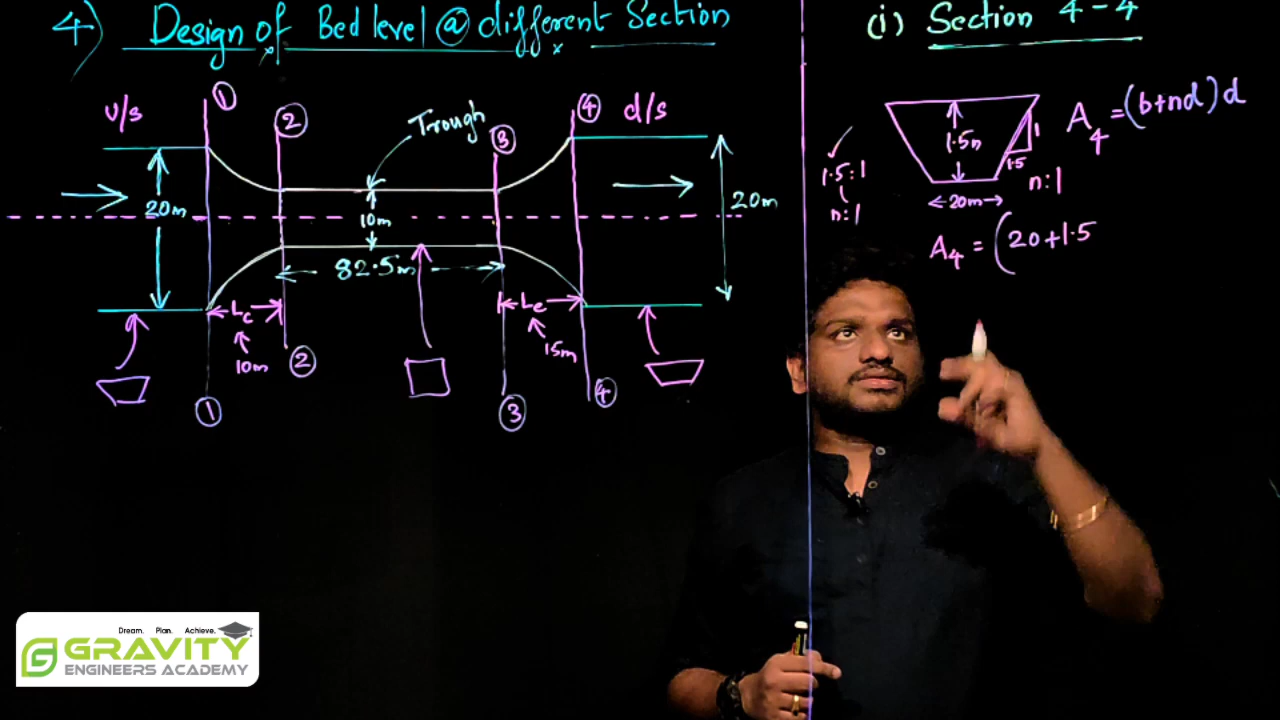 4) Design of Bed level @ different Section
u/s
1
2
Trough
3
4
d/s
20m
10m
20m
82.5m
Lc
10m
Le
15m
2
1
3
4
(i) Section 4-4
1.5:1
n:1
1.5m
1
1.5
n:1
20m
A4 = (b+nd) d
A4 = (20+1.5
Dream. Plan. Achieve.
GRAVITY
ENGINEERS ACADEMY